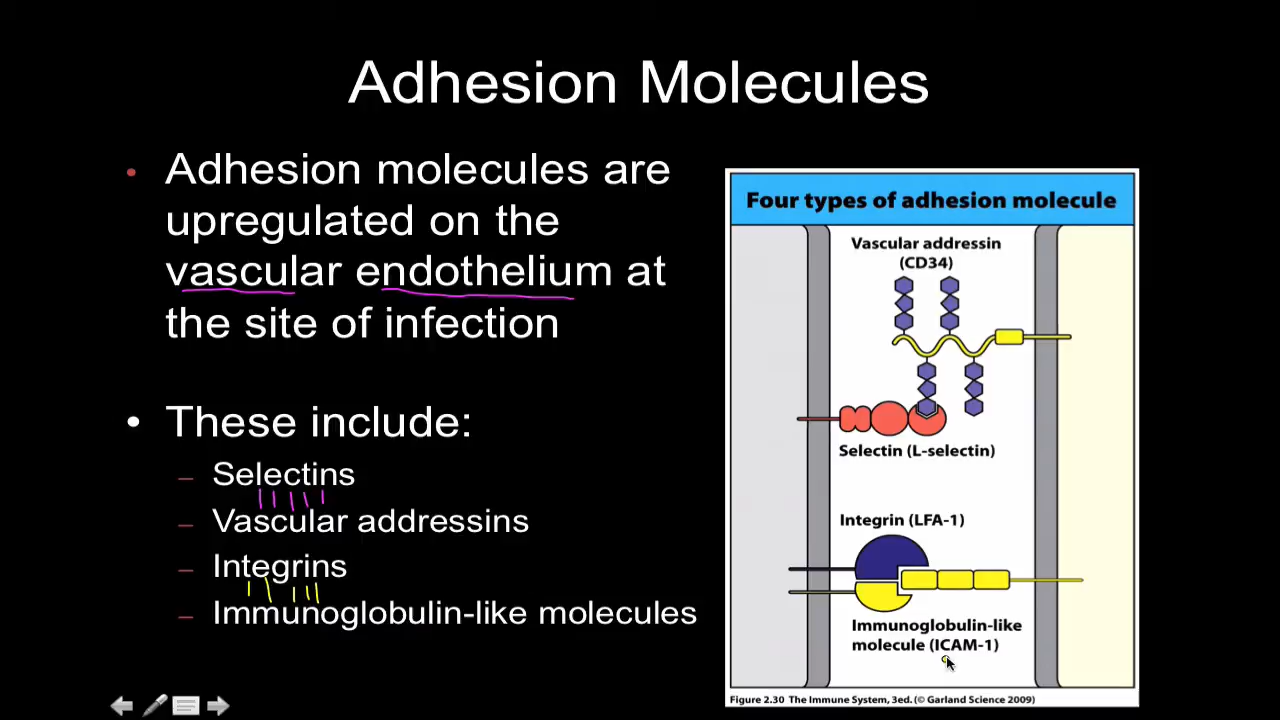 Adhesion Molecules
• Adhesion molecules are
upregulated on the
vascular endothelium at
the site of infection
• These include:
– Selectins
– Vascular addressins
– Integrins
– Immunoglobulin-like molecules
Four types of adhesion molecule
Vascular addressin
(CD34)
Selectin (L-selectin)
Integrin (LFA-1)
Immunoglobulin-like
molecule (ICAM-1)
Figure 2.30 The Immune System, 3ed. (© Garland Science 2009)